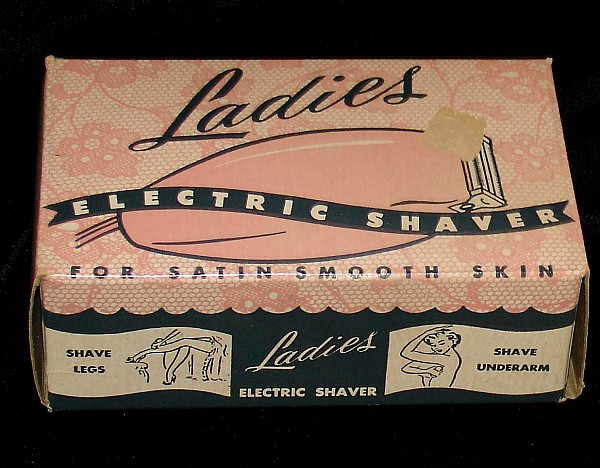 Ladies
ELECTRIC SHAVER
FOR SATIN SMOOTH SKIN
SHAVE
LEGS
Ladies
ELECTRIC SHAVER
SHAVE
UNDERARM